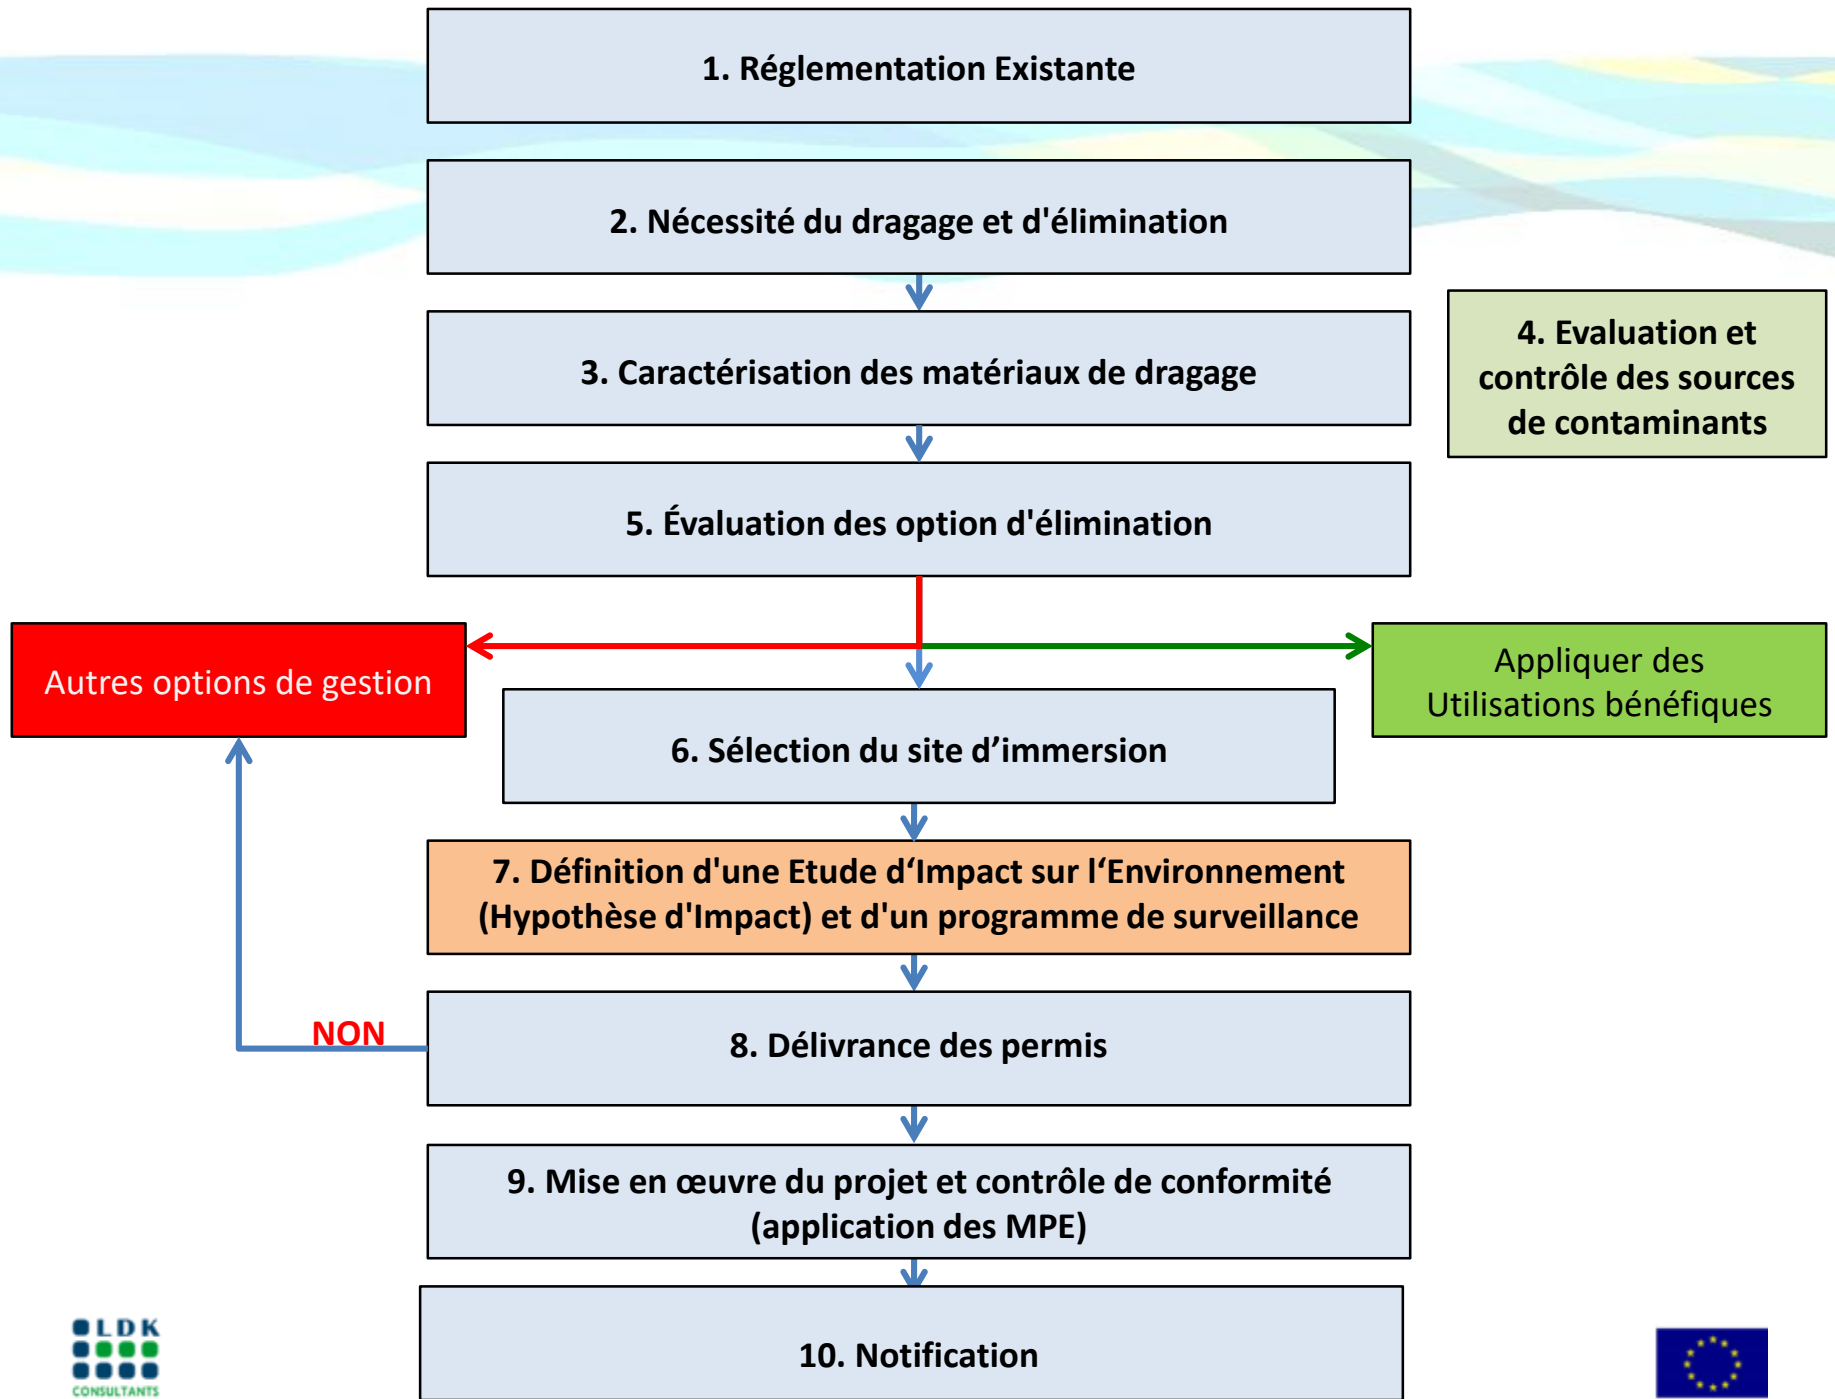 1. Réglementation Existante
2. Nécessité du dragage et d'élimination
3. Caractérisation des matériaux de dragage
4. Evaluation et
contrôle des sources
de contaminants
5. Évaluation des option d'élimination
Autres options de gestion
Appliquer des
Utilisations bénéfiques
6. Sélection du site d’immersion
7. Définition d'une Etude d‘Impact sur l‘Environnement
(Hypothèse d'Impact) et d'un programme de surveillance
NON
8. Délivrance des permis
9. Mise en œuvre du projet et contrôle de conformité
(application des MPE)
10. Notification
LDK
CONSULTANTS